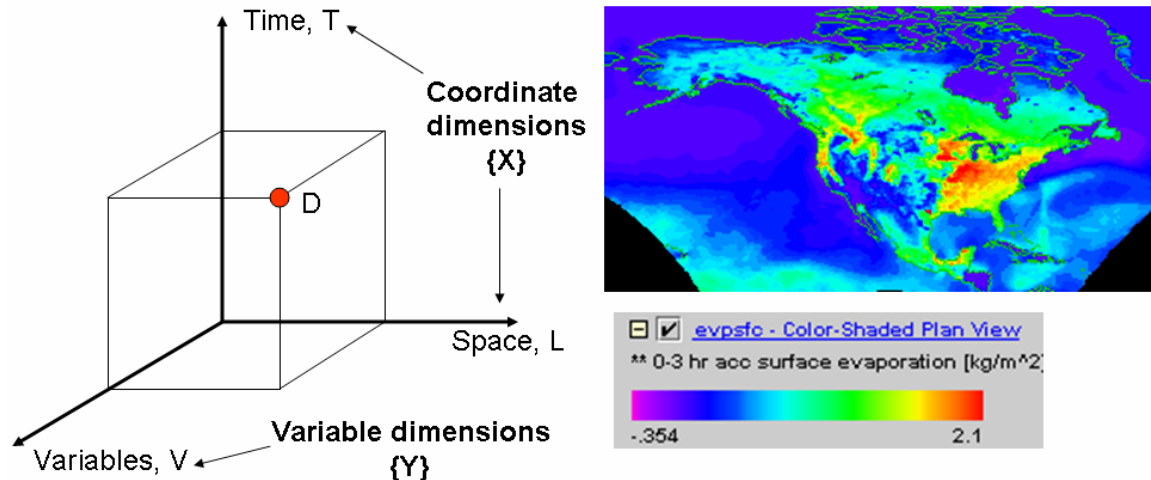 Time, T
Coordinate
dimensions
{X}
D
Space, L
Variable dimensions
{Y}
Variables, V
evpsfc - Color-Shaded Plan View
** 0-3 hr acc surface evaporation [kg/m^2]
-.354 2.1